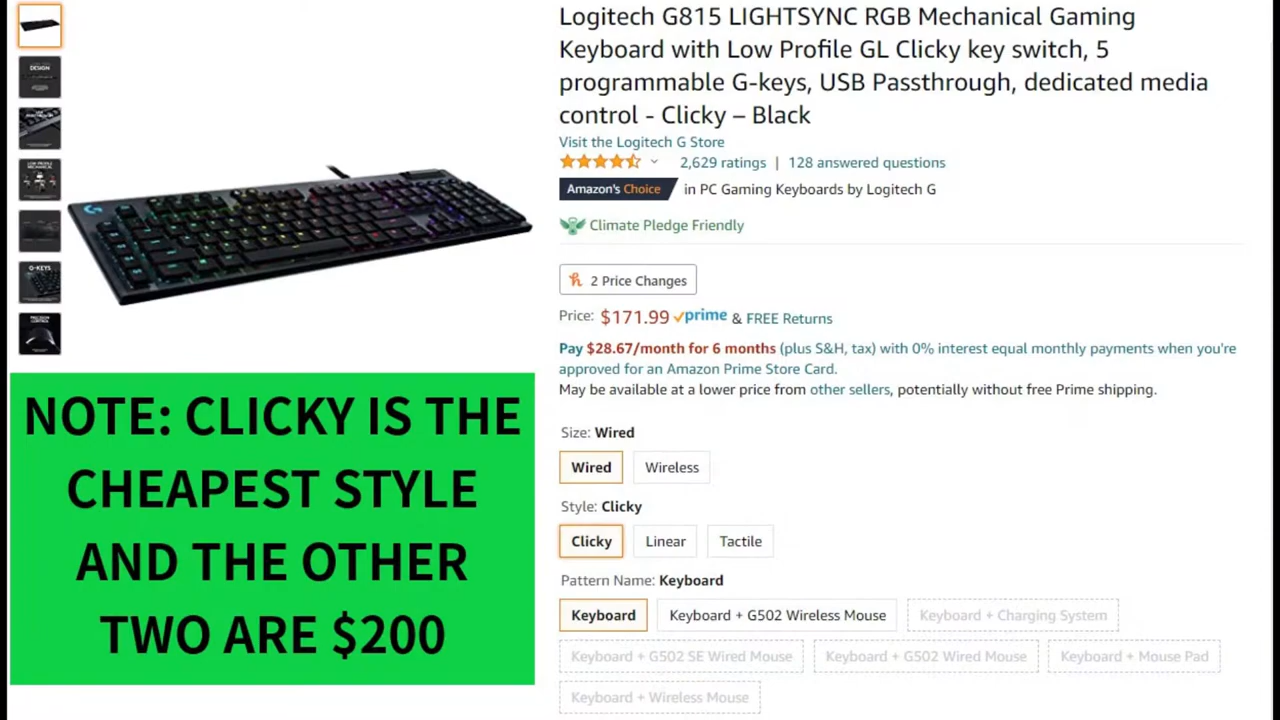 Logitech G815 LIGHTSYNC RGB Mechanical Gaming
Keyboard with Low Profile GL Clicky key switch, 5
programmable G-keys, USB Passthrough, dedicated media
control - Clicky – Black
Visit the Logitech G Store
2,629 ratings | 128 answered questions
Amazon's Choice in PC Gaming Keyboards by Logitech G
Climate Pledge Friendly
2 Price Changes
Price: $171.99 prime & FREE Returns
Pay $28.67/month for 6 months (plus S&H, tax) with 0% interest equal monthly payments when you're
approved for an Amazon Prime Store Card.
May be available at a lower price from other sellers, potentially without free Prime shipping.
Size: Wired
Wired Wireless
Style: Clicky
Clicky Linear Tactile
Pattern Name: Keyboard
Keyboard Keyboard + G502 Wireless Mouse Keyboard + Charging System
Keyboard + G502 SE Wired Mouse Keyboard + G502 Wired Mouse Keyboard + Mouse Pad
Keyboard + Wireless Mouse
DESIGN
G-KEYS
NOTE: CLICKY IS THE
CHEAPEST STYLE
AND THE OTHER
TWO ARE $200